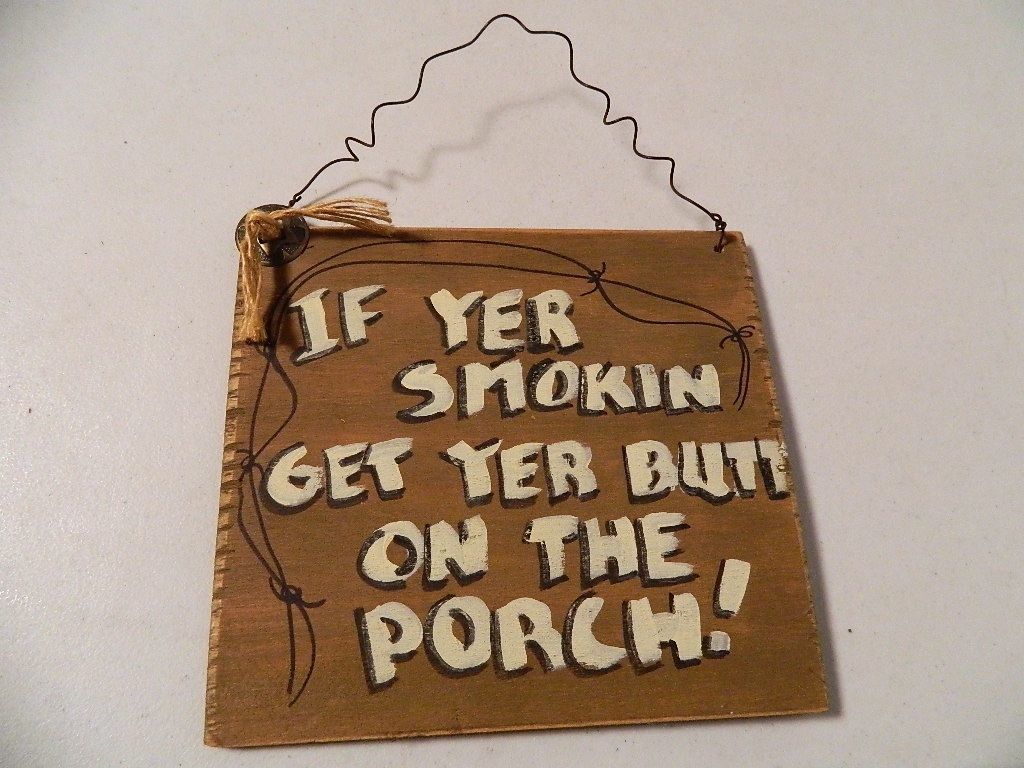 IF YER
SMOKIN
GET YER BUTT
ON THE
PORCH!